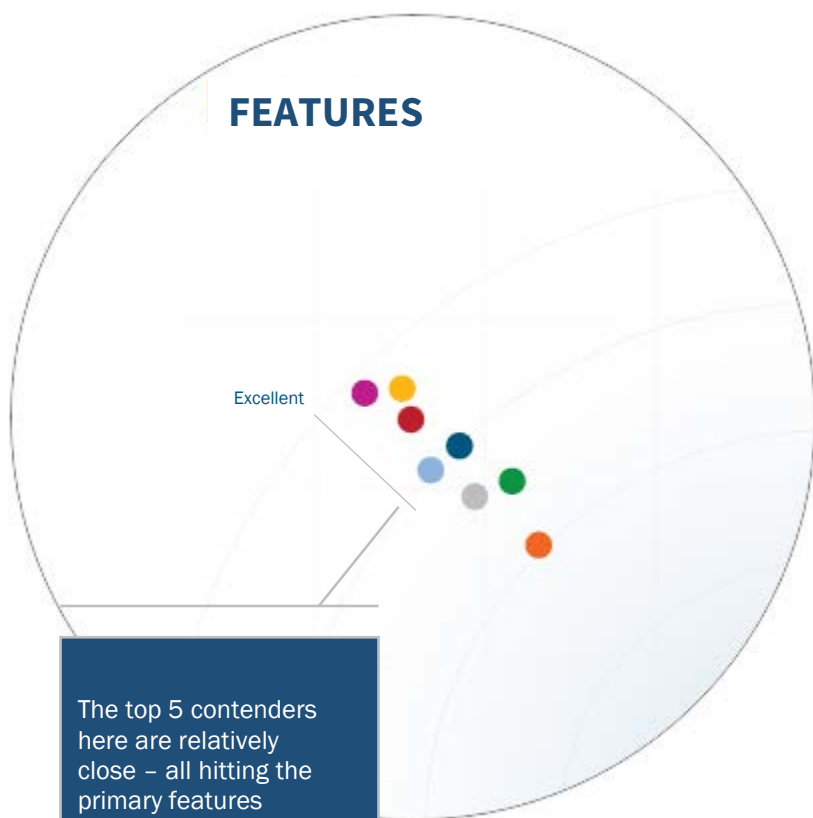 FEATURES
Excellent
The top 5 contenders
here are relatively
close – all hitting the
primary features